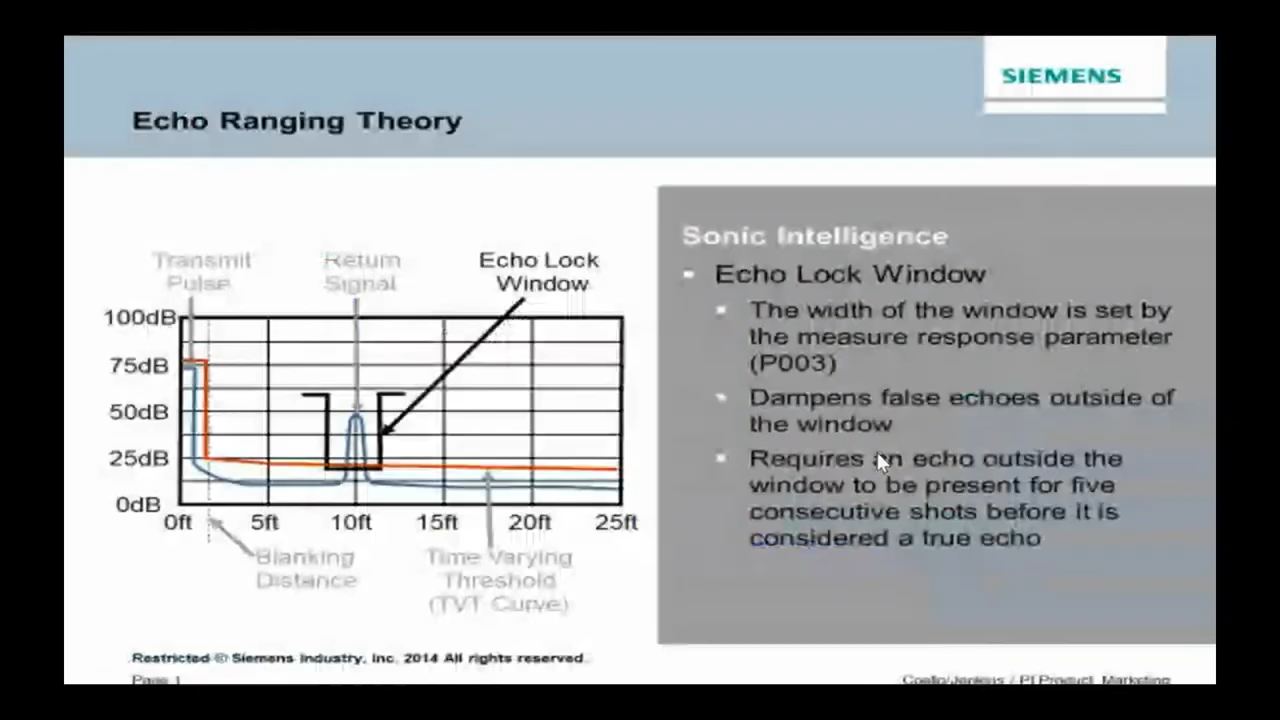 SIEMENS
Echo Ranging Theory
Sonic Intelligence
Echo Lock Window
The width of the window is set by
the measure response parameter
(P003)
Dampens false echoes outside of
the window
Requires an echo outside the
window to be present for five
consecutive shots before it is
considered a true echo
Transmit
Pulse
Return
Signal
Echo Lock
Window
100dB
75dB
50dB
25dB
0dB
0ft 5ft 10ft 15ft 20ft 25ft
Blanking
Distance
Time Varying
Threshold
(TVT Curve)
Restricted © Siemens Industry, Inc. 2014 All rights reserved.
Page 1
Coello/Jenkens / PI Product Marketing